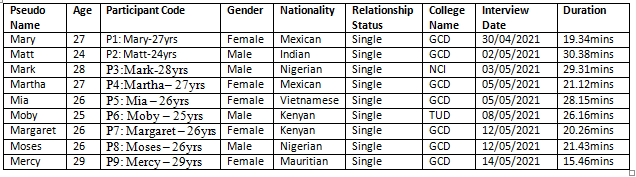 Pseudo Name Age Participant Code Gender Nationality Relationship Status College Name Interview Date Duration
Mary 27 P1: Mary-27yrs Female Mexican Single GCD 30/04/2021 19.34mins
Matt 24 P2: Matt-24yrs Male Indian Single GCD 02/05/2021 30.38mins
Mark 28 P3:Mark-28yrs Male Nigerian Single NCI 03/05/2021 29.31mins
Martha 27 P4:Martha– 27yrs Female Mexican Single GCD 05/05/2021 21.12mins
Mia 26 P5: Mia – 26yrs Female Vietnamese Single GCD 05/05/2021 28.15mins
Moby 25 P6: Moby – 25yrs Male Kenyan Single TUD 08/05/2021 26.16mins
Margaret 26 P7: Margaret – 26yrs Female Kenyan Single GCD 12/05/2021 20.26mins
Moses 26 P8: Moses – 26yrs Male Nigerian Single GCD 12/05/2021 21.43mins
Mercy 29 P9: Mercy – 29yrs Female Mauritian Single GCD 14/05/2021 15.46mins